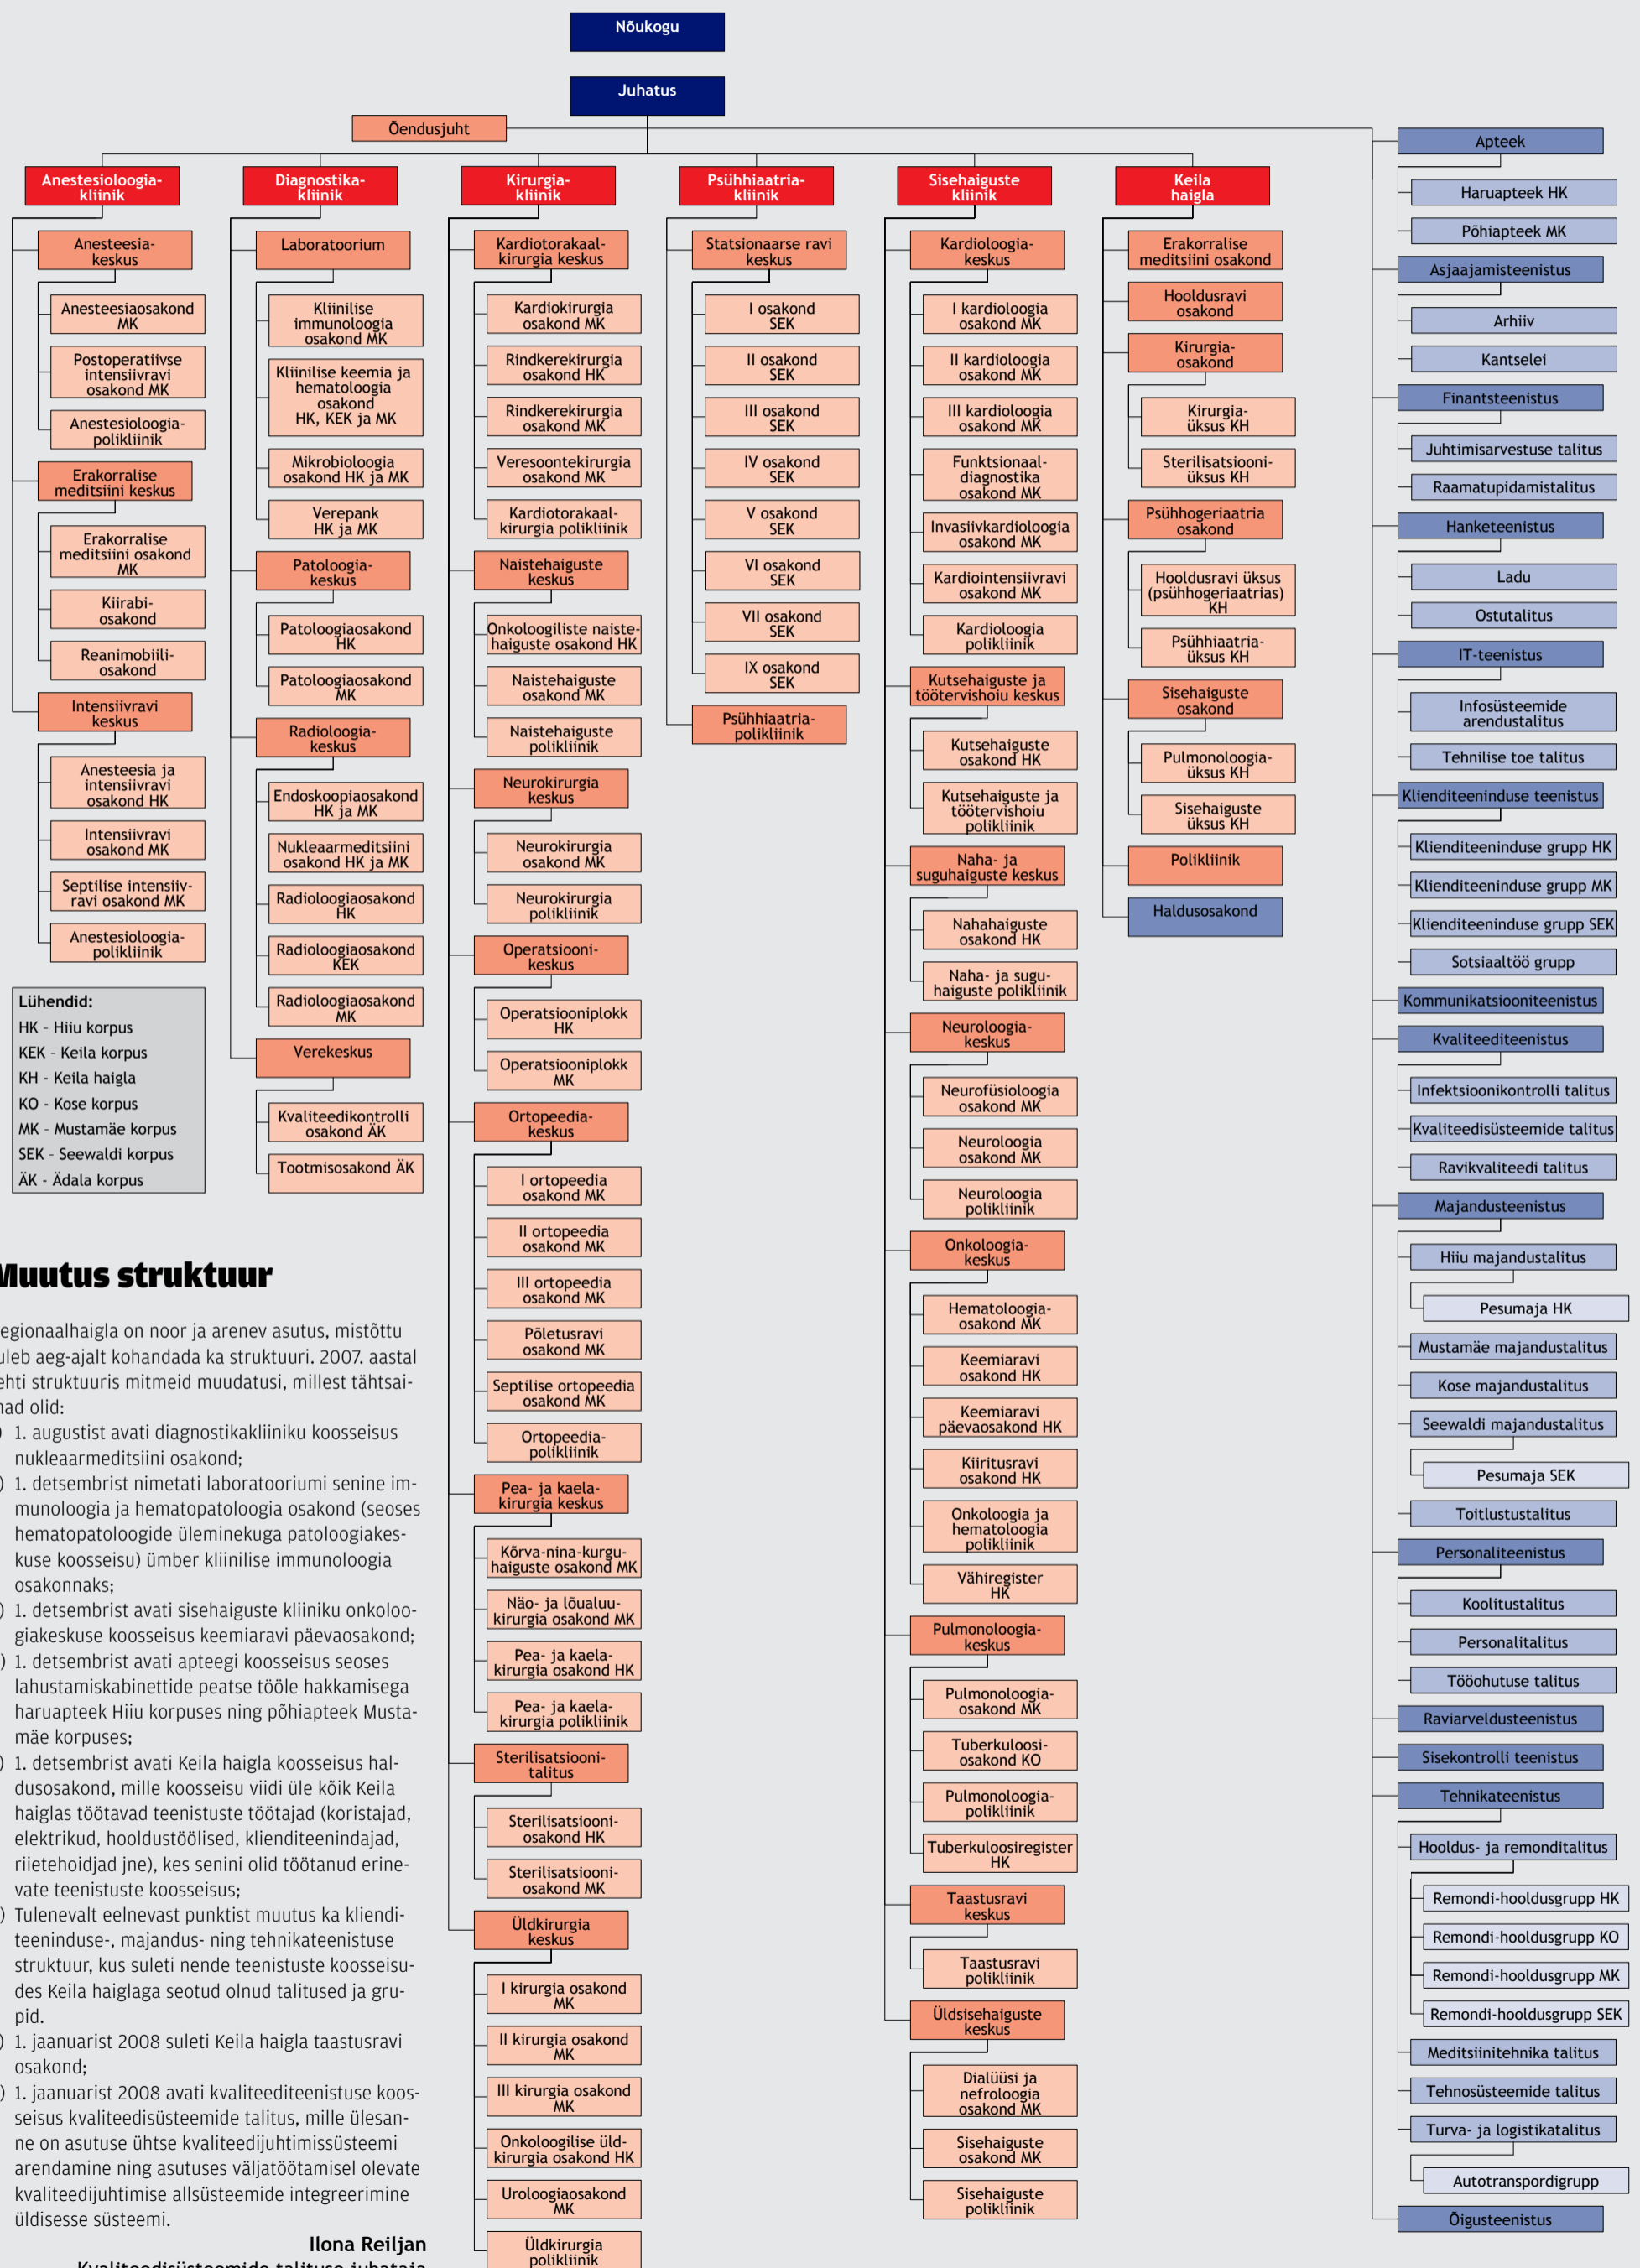 Nõukogu
Juhatus
Õendusjuht
Anestesioloogia-
kliinik
Anesteesia-
keskus
Anesteesiaosakond
MK
Postoperatiivse
intensiivravi
osakond MK
Anestesioloogia-
polikliinik
Erakorralise
meditsiini keskus
Erakorralise
meditsiini osakond
MK
Kiirabi-
osakond
Reanimobiili-
osakond
Intensiivravi
keskus
Anesteesia ja
intensiivravi
osakond HK
Intensiivravi
osakond MK
Septilise intensiiv-
ravi osakond MK
Anestesioloogia-
polikliinik
Lühendid:
HK - Hiiu korpus
KEK - Keila korpus
KH - Keila haigla
KO - Kose korpus
MK - Mustamäe korpus
SEK - Seewaldi korpus
ÄK - Ädala korpus
Diagnostika-
kliinik
Laboratoorium
Kliinilise
immunoloogia
osakond MK
Kliinilise keemia ja
hematoloogia
osakond
HK, KEK ja MK
Mikrobioloogia
osakond HK ja MK
Verepank
HK ja MK
Patoloogia-
keskus
Patoloogiaosakond
HK
Patoloogiaosakond
MK
Radioloogia-
keskus
Endoskoopiaosakond
HK ja MK
Nukleaarmeditsiini
osakond HK ja MK
Radioloogiaosakond
HK
Radioloogiaosakond
KEK
Radioloogiaosakond
MK
Verekeskus
Kvaliteedikontrolli
osakond ÄK
Tootmisosakond ÄK
Kirurgia-
kliinik
Kardiotorakaal-
kirurgia keskus
Kardiokirurgia
osakond MK
Rindkerekirurgia
osakond HK
Rindkerekirurgia
osakond MK
Veresoontekirurgia
osakond MK
Kardiotorakaal-
kirurgia polikliinik
Naistehaiguste
keskus
Onkoloogiliste naiste-
haiguste osakond HK
Naistehaiguste
osakond MK
Naistehaiguste
polikliinik
Neurokirurgia
keskus
Neurokirurgia
osakond MK
Neurokirurgia
polikliinik
Operatsiooni-
keskus
Operatsiooniplokk
HK
Operatsiooniplokk
MK
Ortopeedia-
keskus
I ortopeedia
osakond MK
II ortopeedia
osakond MK
III ortopeedia
osakond MK
Põletusravi
osakond MK
Septilise ortopeedia
osakond MK
Ortopeedia-
polikliinik
Pea- ja kaela-
kirurgia keskus
Kõrva-nina-kurgu-
haiguste osakond MK
Näo- ja lõualuu-
kirurgia osakond MK
Pea- ja kaela-
kirurgia osakond HK
Pea- ja kaela-
kirurgia polikliinik
Sterilisatsiooni-
talitus
Sterilisatsiooni-
osakond HK
Sterilisatsiooni-
osakond MK
Üldkirurgia
keskus
I kirurgia osakond
MK
II kirurgia osakond
MK
III kirurgia osakond
MK
Onkoloogilise üld-
kirurgia osakond HK
Uroloogiaosakond
MK
Üldkirurgia
polikliinik
Psühhiaatria-
kliinik
Statsionaarse ravi
keskus
I osakond
SEK
II osakond
SEK
III osakond
SEK
IV osakond
SEK
V osakond
SEK
VI osakond
SEK
VII osakond
SEK
IX osakond
SEK
Psühhiaatria-
polikliinik
Sisehaiguste
kliinik
Kardioloogia-
keskus
I kardioloogia
osakond MK
II kardioloogia
osakond MK
III kardioloogia
osakond MK
Funktsionaal-
diagnostika
osakond MK
Invasiivkardioloogia
osakond MK
Kardiointensiivravi
osakond MK
Kardioloogia
polikliinik
Kutsehaiguste ja
töötervishoiu keskus
Kutsehaiguste
osakond HK
Kutsehaiguste ja
töötervishoiu
polikliinik
Naha- ja
suguhaiguste keskus
Nahahaiguste
osakond HK
Naha- ja sugu-
haiguste polikliinik
Neuroloogia-
keskus
Neurofüsioloogia
osakond MK
Neuroloogia
osakond MK
Neuroloogia
polikliinik
Onkoloogia-
keskus
Hematoloogia-
osakond MK
Keemiaravi
osakond HK
Keemiaravi
päevaosakond HK
Kiiritusravi
osakond HK
Onkoloogia ja
hematoloogia
polikliinik
Vähiregister
HK
Pulmonoloogia-
keskus
Pulmonoloogia-
osakond MK
Tuberkuloosi-
osakond KO
Pulmonoloogia-
polikliinik
Tuberkuloosiregister
HK
Taastusravi
keskus
Taastusravi
polikliinik
Üldsisehaiguste
keskus
Dialüüsi ja
nefroloogia
osakond MK
Sisehaiguste
osakond MK
Sisehaiguste
polikliinik
Keila
haigla
Erakorralise
meditsiini osakond
Hooldusravi
osakond
Kirurgia-
osakond
Kirurgia-
üksus KH
Sterilisatsiooni-
üksus KH
Psühhogeriaatria
osakond
Hooldusravi üksus
(psühhogeriaatrias)
KH
Psühhiaatria-
üksus KH
Sisehaiguste
osakond
Pulmonoloogia-
üksus KH
Sisehaiguste
üksus KH
Polikliinik
Haldusosakond
Apteek
Haruapteek HK
Põhiapteek MK
Asjaajamisteenistus
Arhiiv
Kantselei
Finantsteenistus
Juhtimisarvestuse talitus
Raamatupidamistalitus
Hanketeenistus
Ladu
Ostutalitus
IT-teenistus
Infosüsteemide
arendustalitus
Tehnilise toe talitus
Klienditeeninduse teenistus
Klienditeeninduse grupp HK
Klienditeeninduse grupp MK
Klienditeeninduse grupp SEK
Sotsiaaltöö grupp
Kommunikatsiooniteenistus
Kvaliteediteenistus
Infektsioonikontrolli talitus
Kvaliteedisüsteemide talitus
Ravikvaliteedi talitus
Majandusteenistus
Hiiu majandustalitus
Pesumaja HK
Mustamäe majandustalitus
Kose majandustalitus
Seewaldi majandustalitus
Pesumaja SEK
Toitlustustalitus
Personaliteenistus
Koolitustalitus
Personalitalitus
Tööohutuse talitus
Raviarveldusteenistus
Sisekontrolli teenistus
Tehnikateenistus
Hooldus- ja remonditalitus
Remondi-hooldusgrupp HK
Remondi-hooldusgrupp KO
Remondi-hooldusgrupp MK
Remondi-hooldusgrupp SEK
Meditsiinitehnika talitus
Tehnosüsteemide talitus
Turva- ja logistikatalitus
Autotranspordigrupp
Õigusteenistus
Muutus struktuur
egionaalhaigla on noor ja arenev asutus, mistõttu
uleb aeg-ajalt kohandada ka struktuuri. 2007. aastal
ehti struktuuris mitmeid muudatusi, millest tähtsai-
nad olid:
) 1. augustist avati diagnostikakliiniku koosseisus
nukleaarmeditsiini osakond;
) 1. detsembrist nimetati laboratooriumi senine im-
munoloogia ja hematopatoloogia osakond (seoses
hematopatoloogide üleminekuga patoloogiakes-
kuse koosseisu) ümber kliinilise immunoloogia
osakonnaks;
) 1. detsembrist avati sisehaiguste kliiniku onkoloo-
giakeskuse koosseisus keemiaravi päevaosakond;
) 1. detsembrist avati apteegi koosseisus seoses
lahustamiskabinettide peatse tööle hakkamisega
haruapteek Hiiu korpuses ning põhiapteek Musta-
mäe korpuses;
) 1. detsembrist avati Keila haigla koosseisus hal-
dusosakond, mille koosseisu viidi üle kõik Keila
haiglas töötavad teenistuste töötajad (koristajad,
elektrikud, hooldustöölised, klienditeenindajad,
riietehoidjad jne), kes senini olid töötanud erine-
vate teenistuste koosseisus;
) Tulenevalt eelnevast punktist muutus ka kliendi-
teeninduse-, majandus- ning tehnikateenistuse
struktuur, kus suleti nende teenistuste koosseisu-
des Keila haiglaga seotud olnud talitused ja gru-
pid.
) 1. jaanuarist 2008 suleti Keila haigla taastusravi
osakond;
) 1. jaanuarist 2008 avati kvaliteediteenistuse koos-
seisus kvaliteedisüsteemide talitus, mille ülesan-
ne on asutuse ühtse kvaliteedijuhtimissüsteemi
arendamine ning asutuses väljatöötamisel olevate
kvaliteedijuhtimise allsüsteemide integreerimine
üldisesse süsteemi.
Ilona Reiljan
Kvaliteedisüsteemide talituse juhataja